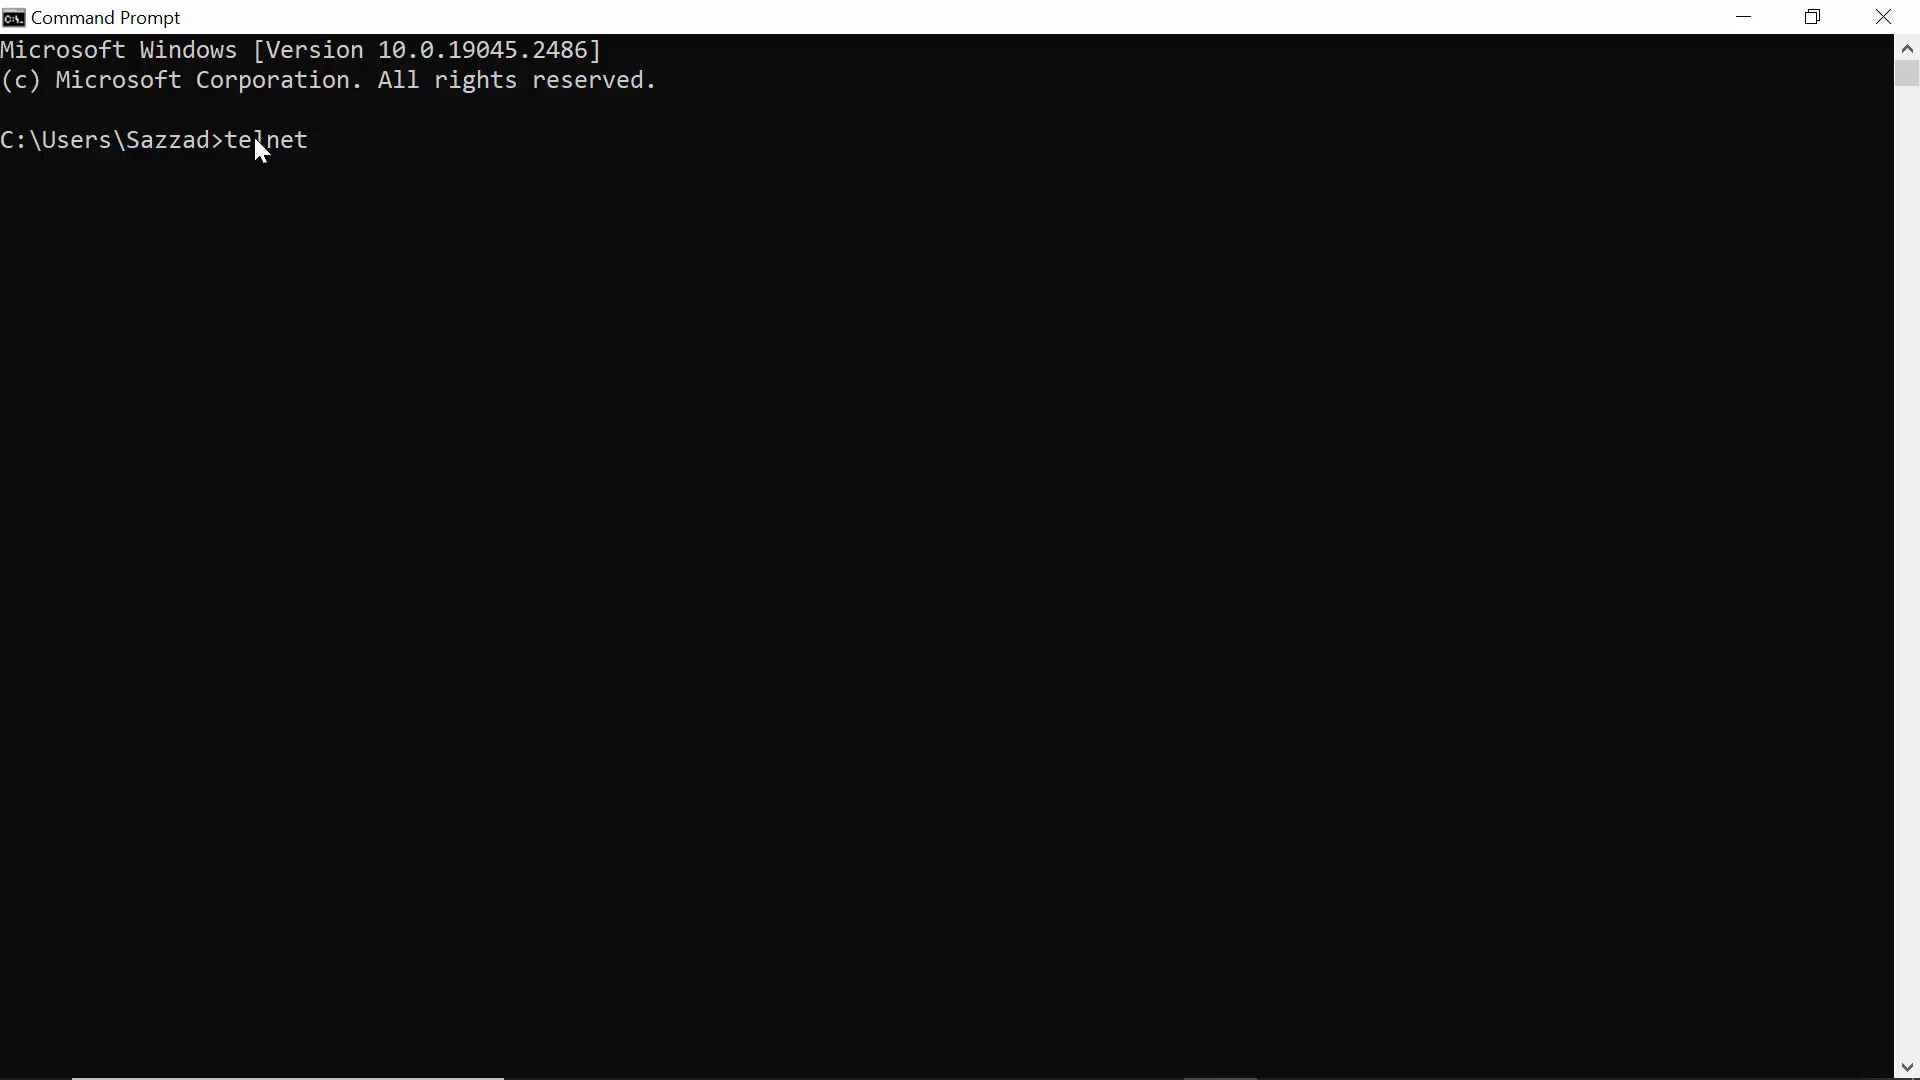 Command Prompt
Microsoft Windows [Version 10.0.19045.2486]
(c) Microsoft Corporation. All rights reserved.
C:\Users\Sazzad>telnet